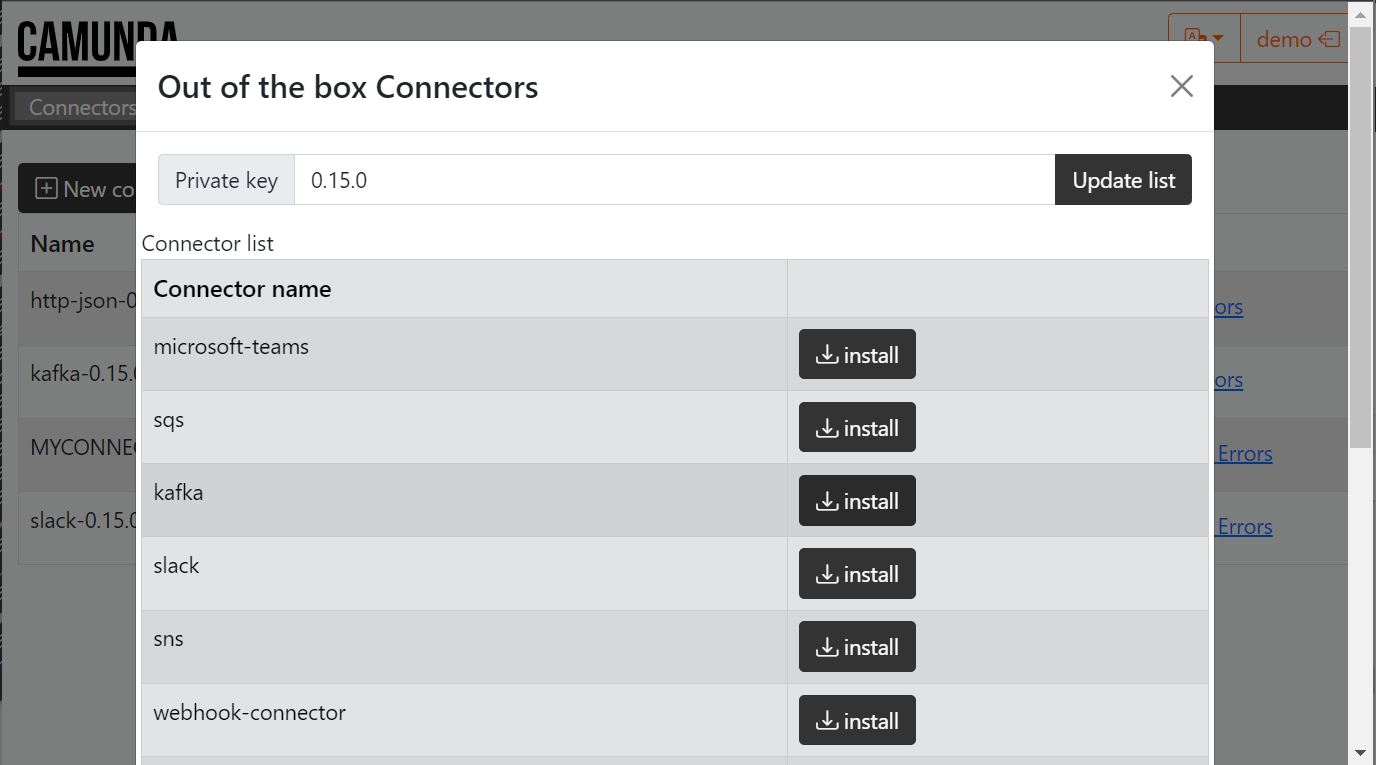 CAMUNDA
demo
Out of the box Connectors
Connectors
Private key 0.15.0 Update list
New co
Connector list
Name
Connector name
http-json-0
ors
microsoft-teams install
kafka-0.15.0
ors
sqs install
MYCONNEC
Errors
kafka install
slack-0.15.0
Errors
slack install
sns install
webhook-connector install